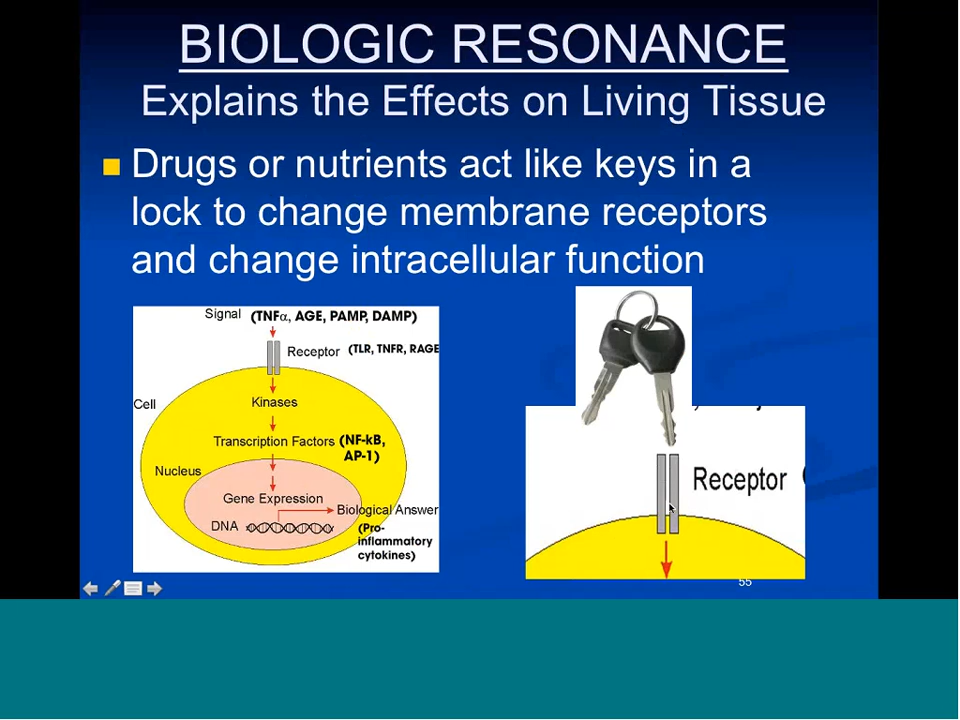 BIOLOGIC RESONANCE
Explains the Effects on Living Tissue
Drugs or nutrients act like keys in a
lock to change membrane receptors
and change intracellular function
Signal (TNFα, AGE, PAMP, DAMP)
Receptor (TLR, TNFR, RAGE
Cell
Kinases
Transcription Factors (NF-kB,
AP-1)
Nucleus
Gene Expression
Biological Answer
DNA
(Pro-
inflammatory
cytokines)
Receptor
55